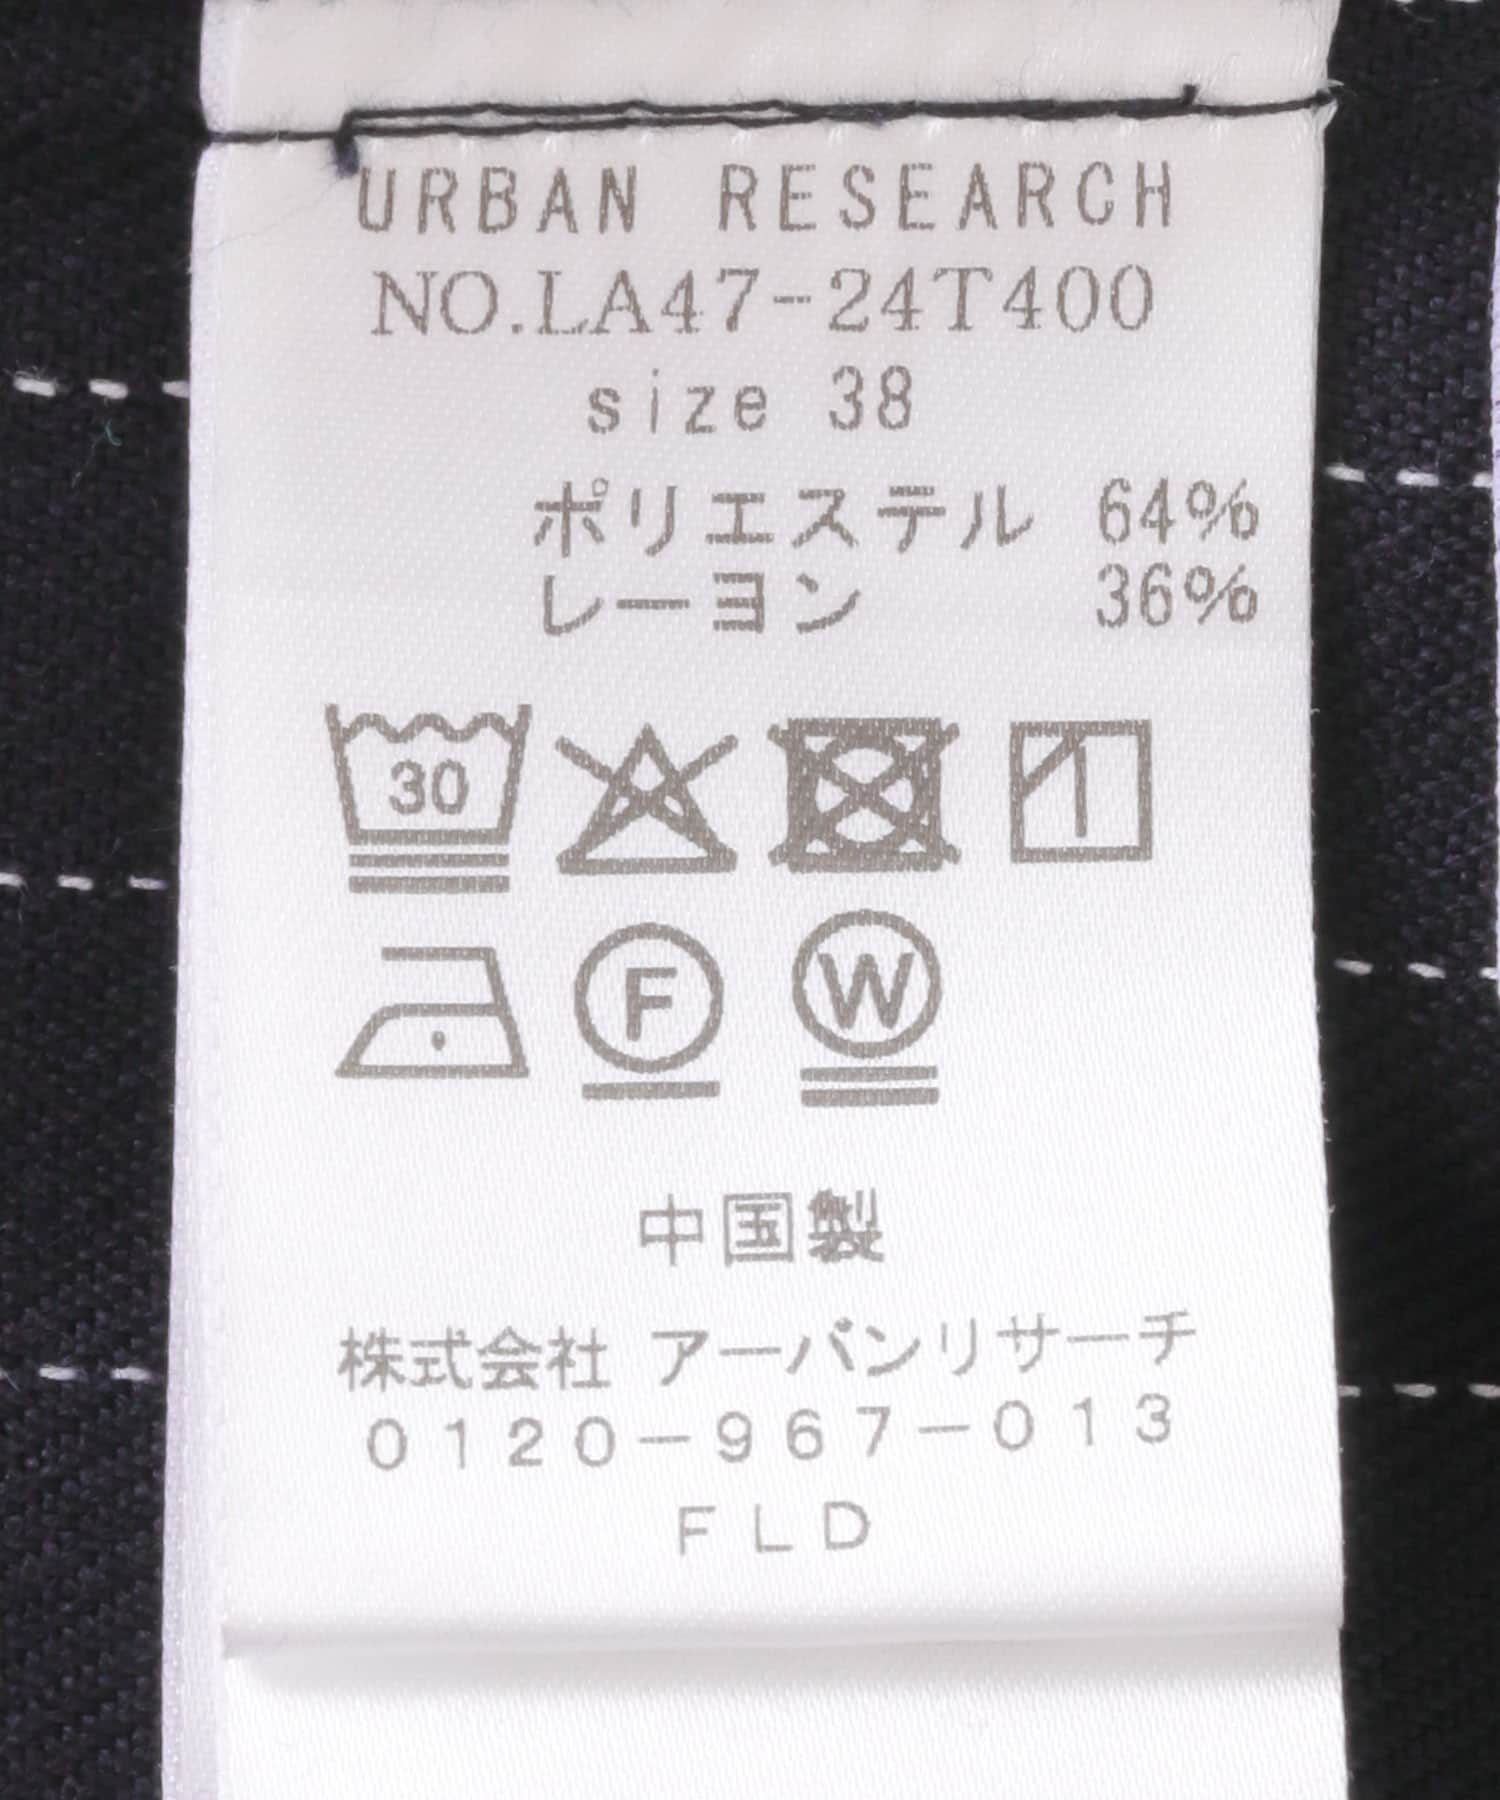 URBAN RESEARCH
NO.LA47-24T400
size 38
ポリエステル 64%
レーヨン 36%
30
F W
中国製
株式会社 アーバンリサーチ
0120-967-013
FLD